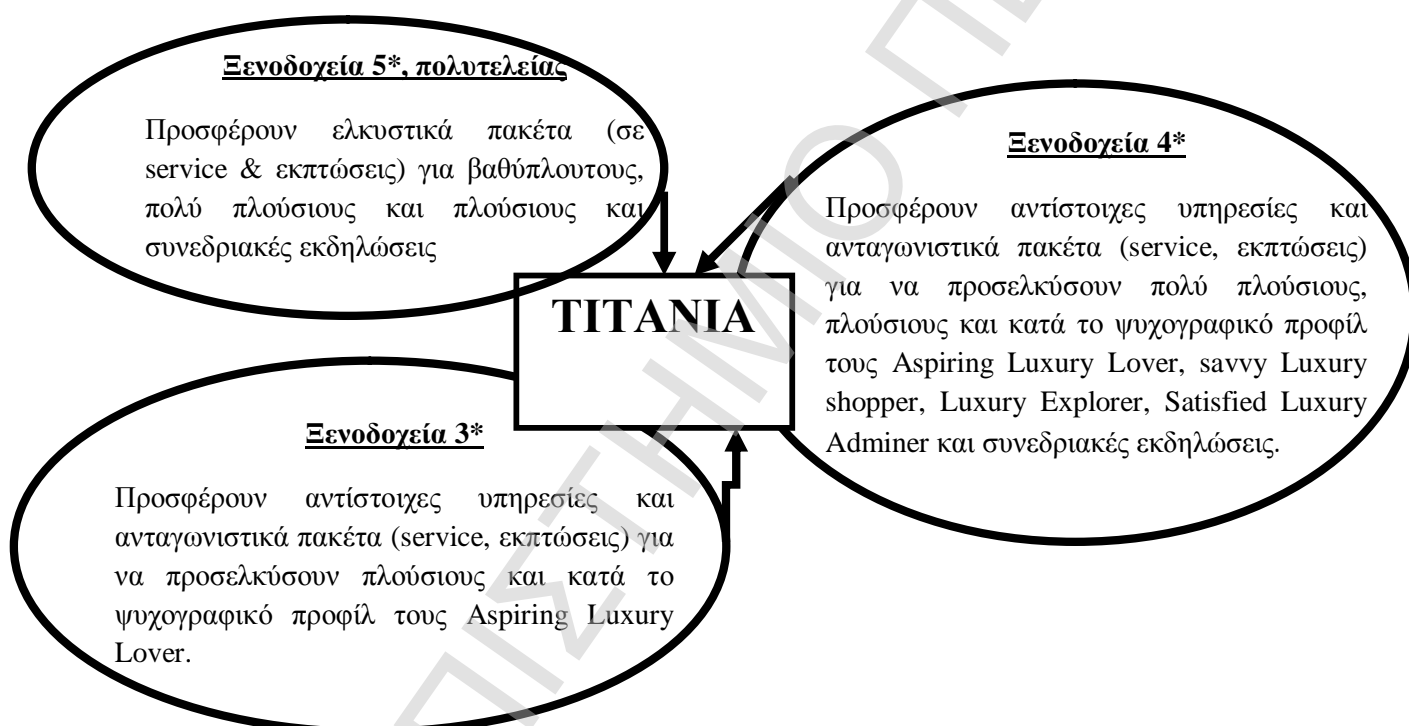 Ξενοδοχεία 5*, πολυτελείας
Προσφέρουν ελκυστικά πακέτα (σε
service & εκπτώσεις) για βαθύπλουτους,
πολύ πλούσιους και πλούσιους και
συνεδριακές εκδηλώσεις
Ξενοδοχεία 4*
Προσφέρουν αντίστοιχες υπηρεσίες και
ανταγωνιστικά πακέτα (service, εκπτώσεις)
για να προσελκύσουν πολύ πλούσιους,
πλούσιους και κατά το ψυχογραφικό προφίλ
τους Aspiring Luxury Lover, savvy Luxury
shopper, Luxury Explorer, Satisfied Luxury
Adminer και συνεδριακές εκδηλώσεις.
TITANIA
Ξενοδοχεία 3*
Προσφέρουν αντίστοιχες υπηρεσίες και
ανταγωνιστικά πακέτα (service, εκπτώσεις) για
να προσελκύσουν πλούσιους και κατά το
ψυχογραφικό προφίλ τους Aspiring Luxury
Lover.